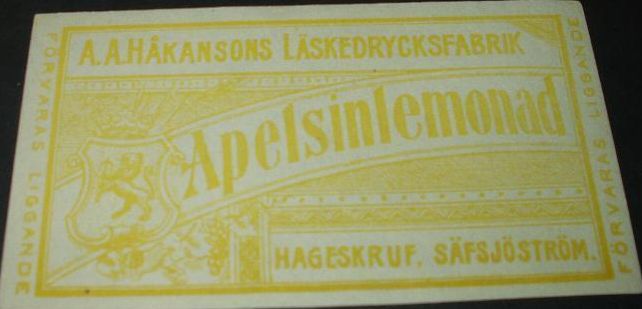 A. A. HÅKANSONS LÄSKEDRYCKSFABRIK
FÖRVARAS LIGGANDE
Apelsinlemonad
FÖRVARAS LIGGANDE
HAGESKRUF. SÄFSJÖSTRÖM.